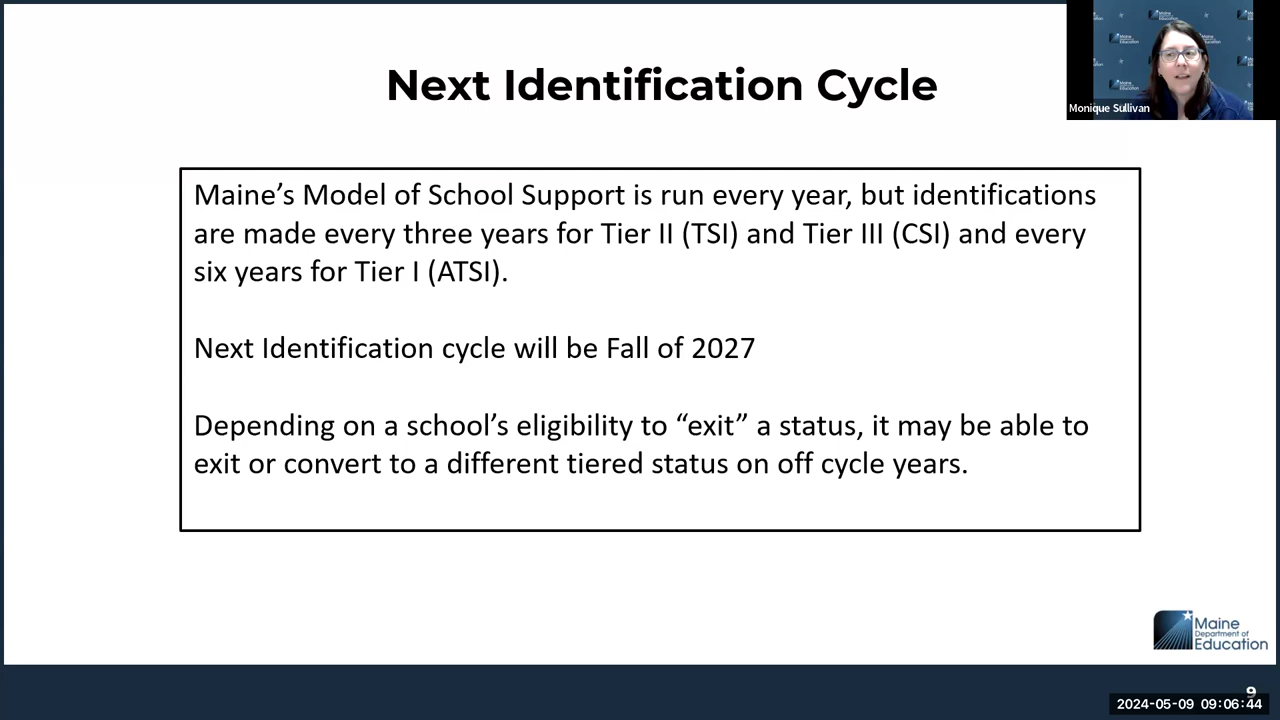 Next Identification Cycle
Monique Sullivan
Maine’s Model of School Support is run every year, but identifications
are made every three years for Tier II (TSI) and Tier III (CSI) and every
six years for Tier I (ATSI).
Next Identification cycle will be Fall of 2027
Depending on a school’s eligibility to “exit” a status, it may be able to
exit or convert to a different tiered status on off cycle years.
Maine
Department of
Education
9
2024-05-09 09:06:44